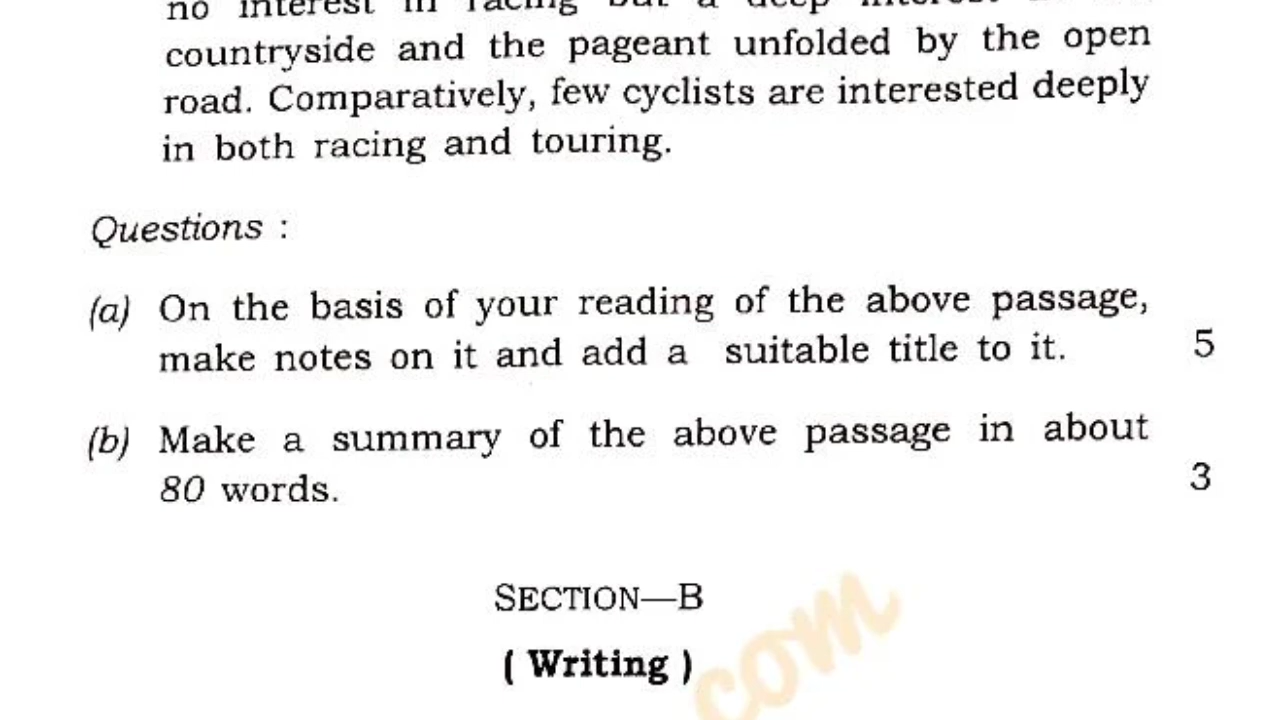 no interest in racing but a deep interest
countryside and the pageant unfolded by the open
road. Comparatively, few cyclists are interested deeply
in both racing and touring.
Questions :
(a) On the basis of your reading of the above passage,
make notes on it and add a suitable title to it. 5
(b) Make a summary of the above passage in about
80 words. 3
SECTION—B
( Writing )
com